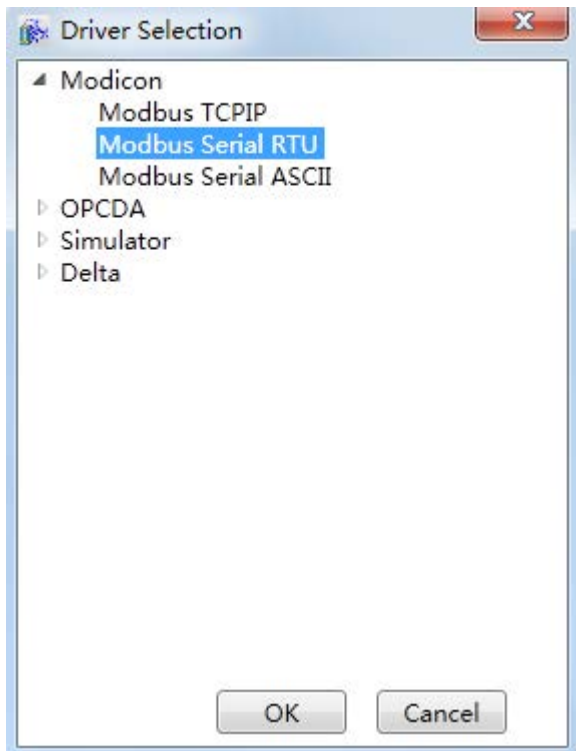 Driver Selection
Modicon
Modbus TCPIP
Modbus Serial RTU
Modbus Serial ASCII
OPCDA
Simulator
Delta
OK Cancel